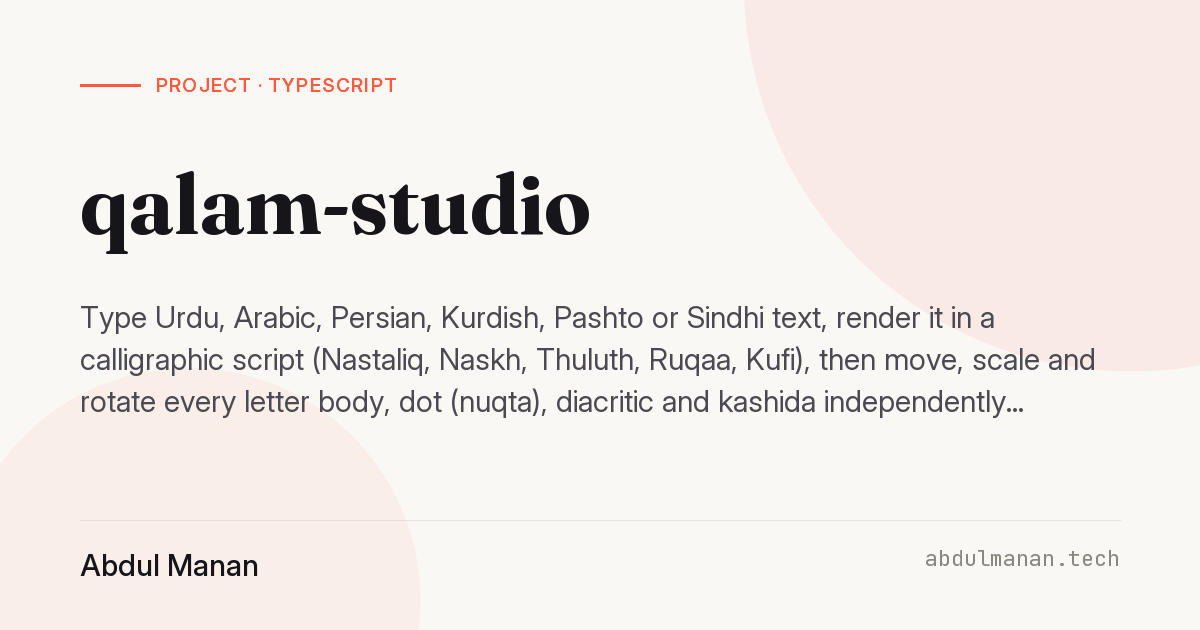 PROJECT · TYPESCRIPT
qalam-studio
Type Urdu, Arabic, Persian, Kurdish, Pashto or Sindhi text, render it in a
calligraphic script (Nastaliq, Naskh, Thuluth, Ruqaa, Kufi), then move, scale and
rotate every letter body, dot (nuqta), diacritic and kashida independently…
Abdul Manan
abdulmanan.tech